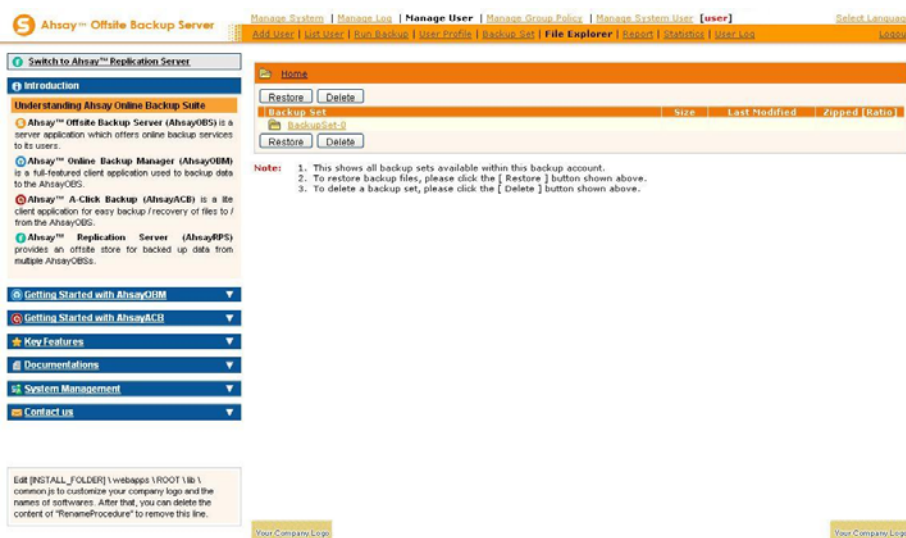 Ahsay™ Offsite Backup Server
Manage System | Manage Log | Manage User | Manage Group Policy | Manage System User [user]
Select Languag
Add User | List User | Run Backup | User Profile | Backup Set | File Explorer | Report | Statistics | User Log
Logou
Switch to Ahsay™ Replication Server
Introduction
Understanding Ahsay Online Backup Suite
Ahsay™ Offsite Backup Server (AhsayOBS) is a
server application which offers online backup services
to its users.
Ahsay™ Online Backup Manager (AhsayOBM)
is a full-featured client application used to backup data
to the AhsayOBS.
Ahsay™ A-Click Backup (AhsayACB) is a lite
client application for easy backup / recovery of files to /
from the AhsayOBS.
Ahsay™ Replication Server (AhsayRPS)
provides an offsite store for backed up data from
multiple AhsayOBSs.
Getting Started with AhsayOBM
Getting Started with AhsayACB
Key Features
Documentations
System Management
Contact us
Edit [INSTALL_FOLDER] \ webapps \ ROOT \ lib \
common.js to customize your company logo and the
names of softwares. After that, you can delete the
content of "RenameProcedure" to remove this line.
Home
Restore Delete
Backup Set Size Last Modified Zipped [Ratio]
BackupSet-0
Restore Delete
Note: 1. This shows all backup sets available within this backup account.
2. To restore backup files, please click the [ Restore ] button shown above.
3. To delete a backup set, please click the [ Delete ] button shown above.
Your Company Logo
Your Company Logo